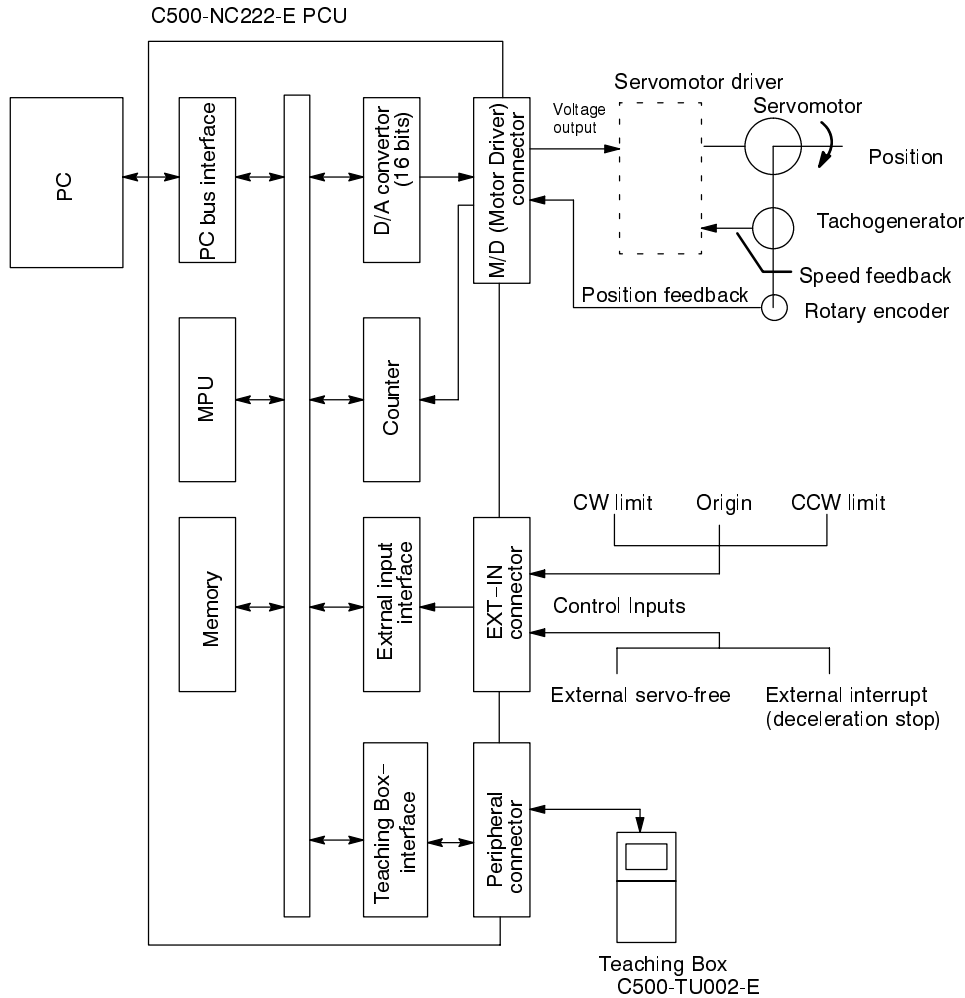 C500-NC222-E PCU
PC
PC bus interface
D/A convertor
(16 bits)
M/D (Motor Driver)
connector
Voltage
output
Servomotor driver
Servomotor
Position
Tachogenerator
Speed feedback
Position feedback
Rotary encoder
MPU
Counter
CW limit
Origin
CCW limit
Memory
Extrnal input
interface
EXT−IN
connector
Control Inputs
External servo-free
External interrupt
(deceleration stop)
Teaching Box−
interface
Peripheral
connector
Teaching Box
C500-TU002-E